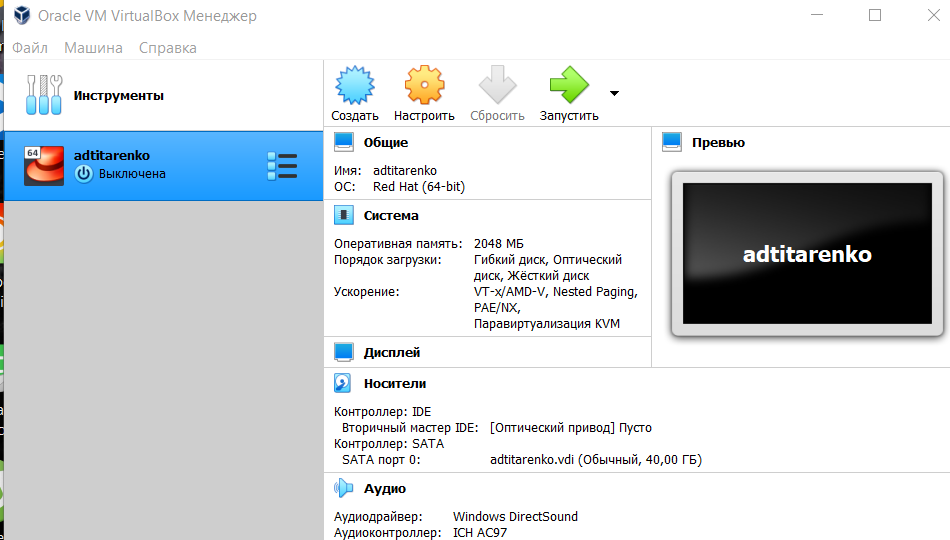 Oracle VM VirtualBox Менеджер
Файл Машина Справка
Инструменты
64
adtitarenko
Выключена
Создать Настроить Сбросить Запустить
Общие
Имя: adtitarenko
ОС: Red Hat (64-bit)
Система
Оперативная память: 2048 МБ
Порядок загрузки: Гибкий диск, Оптический
диск, Жёсткий диск
Ускорение: VT-x/AMD-V, Nested Paging,
PAE/NX,
Паравиртуализация KVM
Превью
adtitarenko
Дисплей
Носители
Контроллер: IDE
Вторичный мастер IDE: [Оптический привод] Пусто
Контроллер: SATA
SATA порт 0: adtitarenko.vdi (Обычный, 40,00 ГБ)
Аудио
Аудиодрайвер: Windows DirectSound
Аудиоконтроллер: ICH AC97